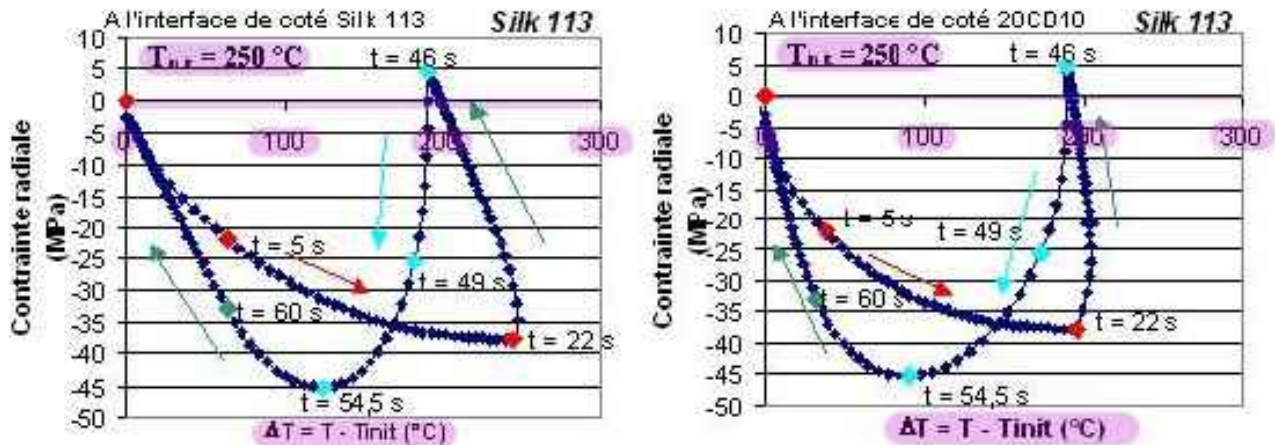 A l'interface de coté Silk 113
Silk 113
10
5
0
-5
-10
-15
-20
-25
-30
-35
-40
-45
-50
= 250 °C
t = 46 s
0
100
200
300
t = 5 s
t = 49 s
t = 60 s
t = 22 s
t = 54,5 s
Contrainte radiale
(MPa)
ΔT = T - Tinit (°C)
A l'interface de coté 20CD10
Silk 113
10
5
0
-5
-10
-15
-20
-25
-30
-35
-40
-45
-50
= 250 °C
t = 46 s
0
100
200
300
t = 5 s
t = 49 s
t = 60 s
t = 22 s
t = 54,5 s
Contrainte radiale
(MPa)
ΔT = T - Tinit (°C)